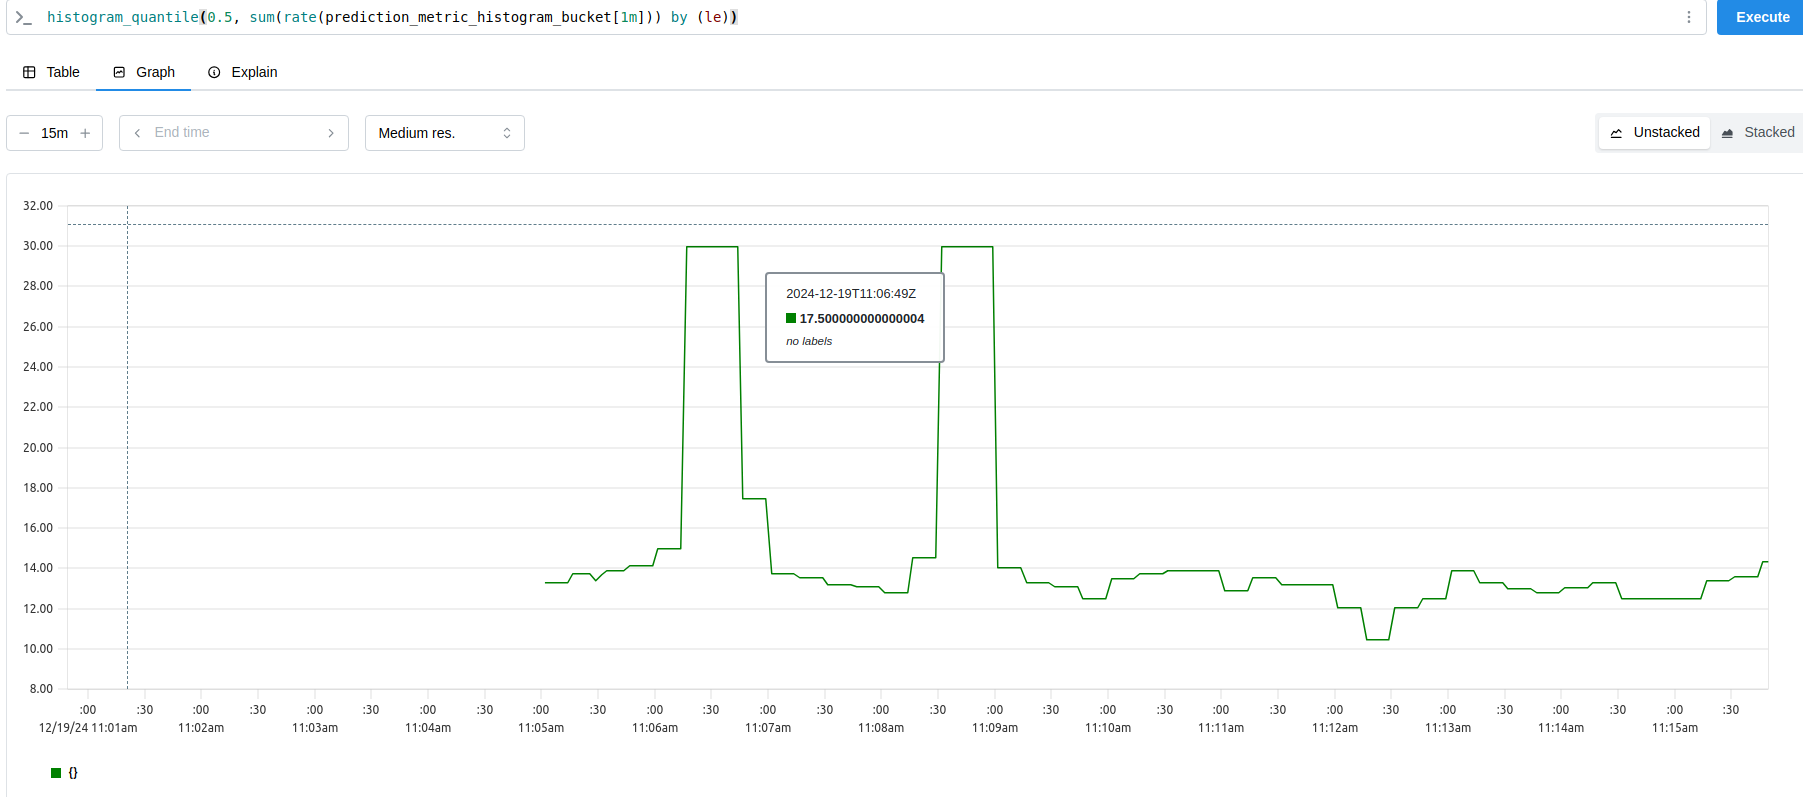 histogram_quantile(0.5, sum(rate(prediction_metric_histogram_bucket[1m])) by (le))
Execute
Table Graph Explain
15m End time Medium res. Unstacked Stacked
32.00
30.00
28.00
26.00
24.00
22.00
20.00
18.00
16.00
14.00
12.00
10.00
8.00
2024-12-19T11:06:49Z
17.500000000000004
no labels
:00 :30 :00 :30 :00 :30 :00 :30 :00 :30 :00 :30 :00 :30 :00 :30 :00 :30 :00 :30 :00 :30 :00 :30 :00 :30 :00 :30 :00 :30
12/19/24 11:01am 11:02am 11:03am 11:04am 11:05am 11:06am 11:07am 11:08am 11:09am 11:10am 11:11am 11:12am 11:13am 11:14am 11:15am
{}